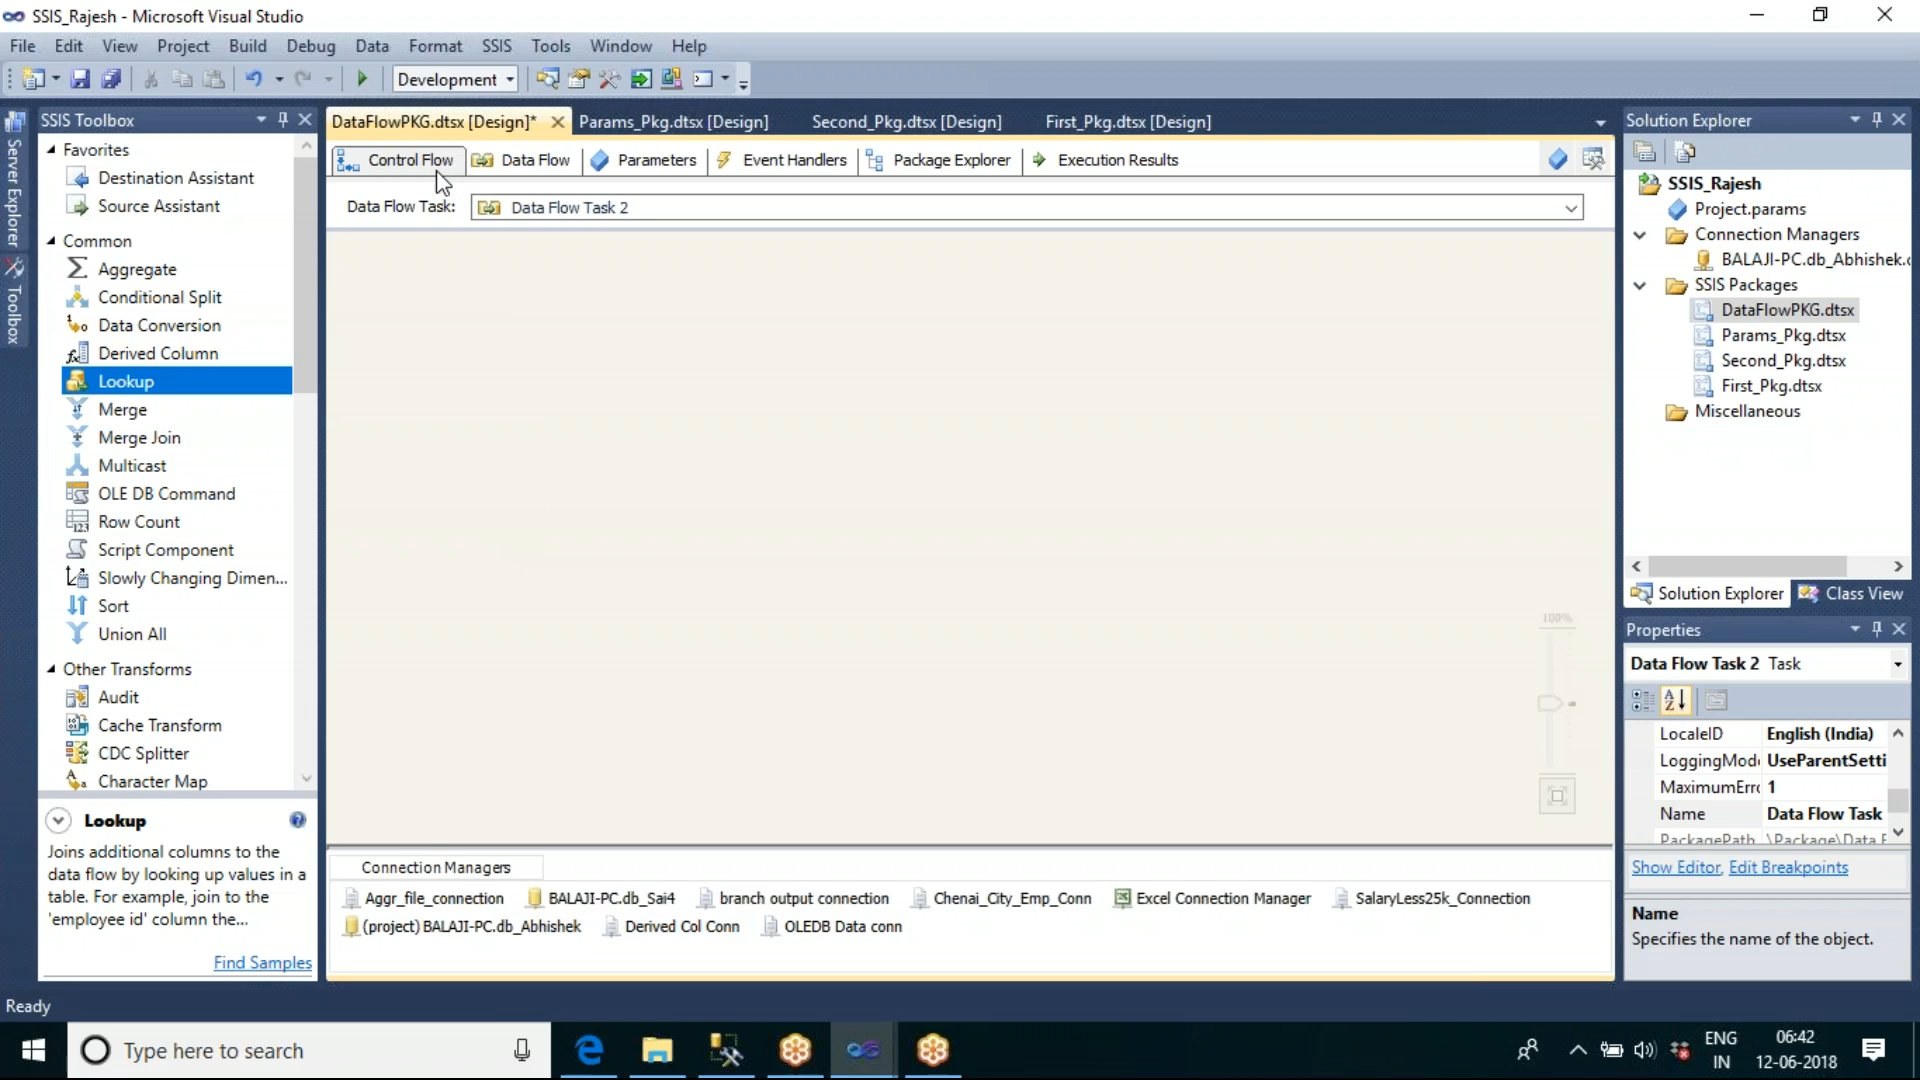 SSIS_Rajesh - Microsoft Visual Studio
File Edit View Project Build Debug Data Format SSIS Tools Window Help
Development
Server Explorer
Toolbox
SSIS Toolbox
Favorites
Destination Assistant
Source Assistant
Common
Aggregate
Conditional Split
Data Conversion
Derived Column
Lookup
Merge
Merge Join
Multicast
OLE DB Command
Row Count
Script Component
Slowly Changing Dimen...
Sort
Union All
Other Transforms
Audit
Cache Transform
CDC Splitter
Character Map
Lookup
Joins additional columns to the
data flow by looking up values in a
table. For example, join to the
'employee id' column the...
Find Samples
DataFlowPKG.dtsx [Design]* Params_Pkg.dtsx [Design] Second_Pkg.dtsx [Design] First_Pkg.dtsx [Design]
Control Flow Data Flow Parameters Event Handlers Package Explorer Execution Results
Data Flow Task: Data Flow Task 2
100%
Connection Managers
Aggr_file_connection BALAJI-PC.db_Sai4 branch output connection Chenai_City_Emp_Conn Excel Connection Manager SalaryLess25k_Connection
(project) BALAJI-PC.db_Abhishek Derived Col Conn OLEDB Data conn
Solution Explorer
SSIS_Rajesh
Project.params
Connection Managers
BALAJI-PC.db_Abhishek.
SSIS Packages
DataFlowPKG.dtsx
Params_Pkg.dtsx
Second_Pkg.dtsx
First_Pkg.dtsx
Miscellaneous
Solution Explorer Class View
Properties
Data Flow Task 2 Task
LocaleID English (India)
LoggingMode UseParentSetti
MaximumErro 1
Name Data Flow Task
PackagePath \Package\Data F
Show Editor, Edit Breakpoints
Name
Specifies the name of the object.
Ready
Type here to search
ENG
IN
06:42
12-06-2018